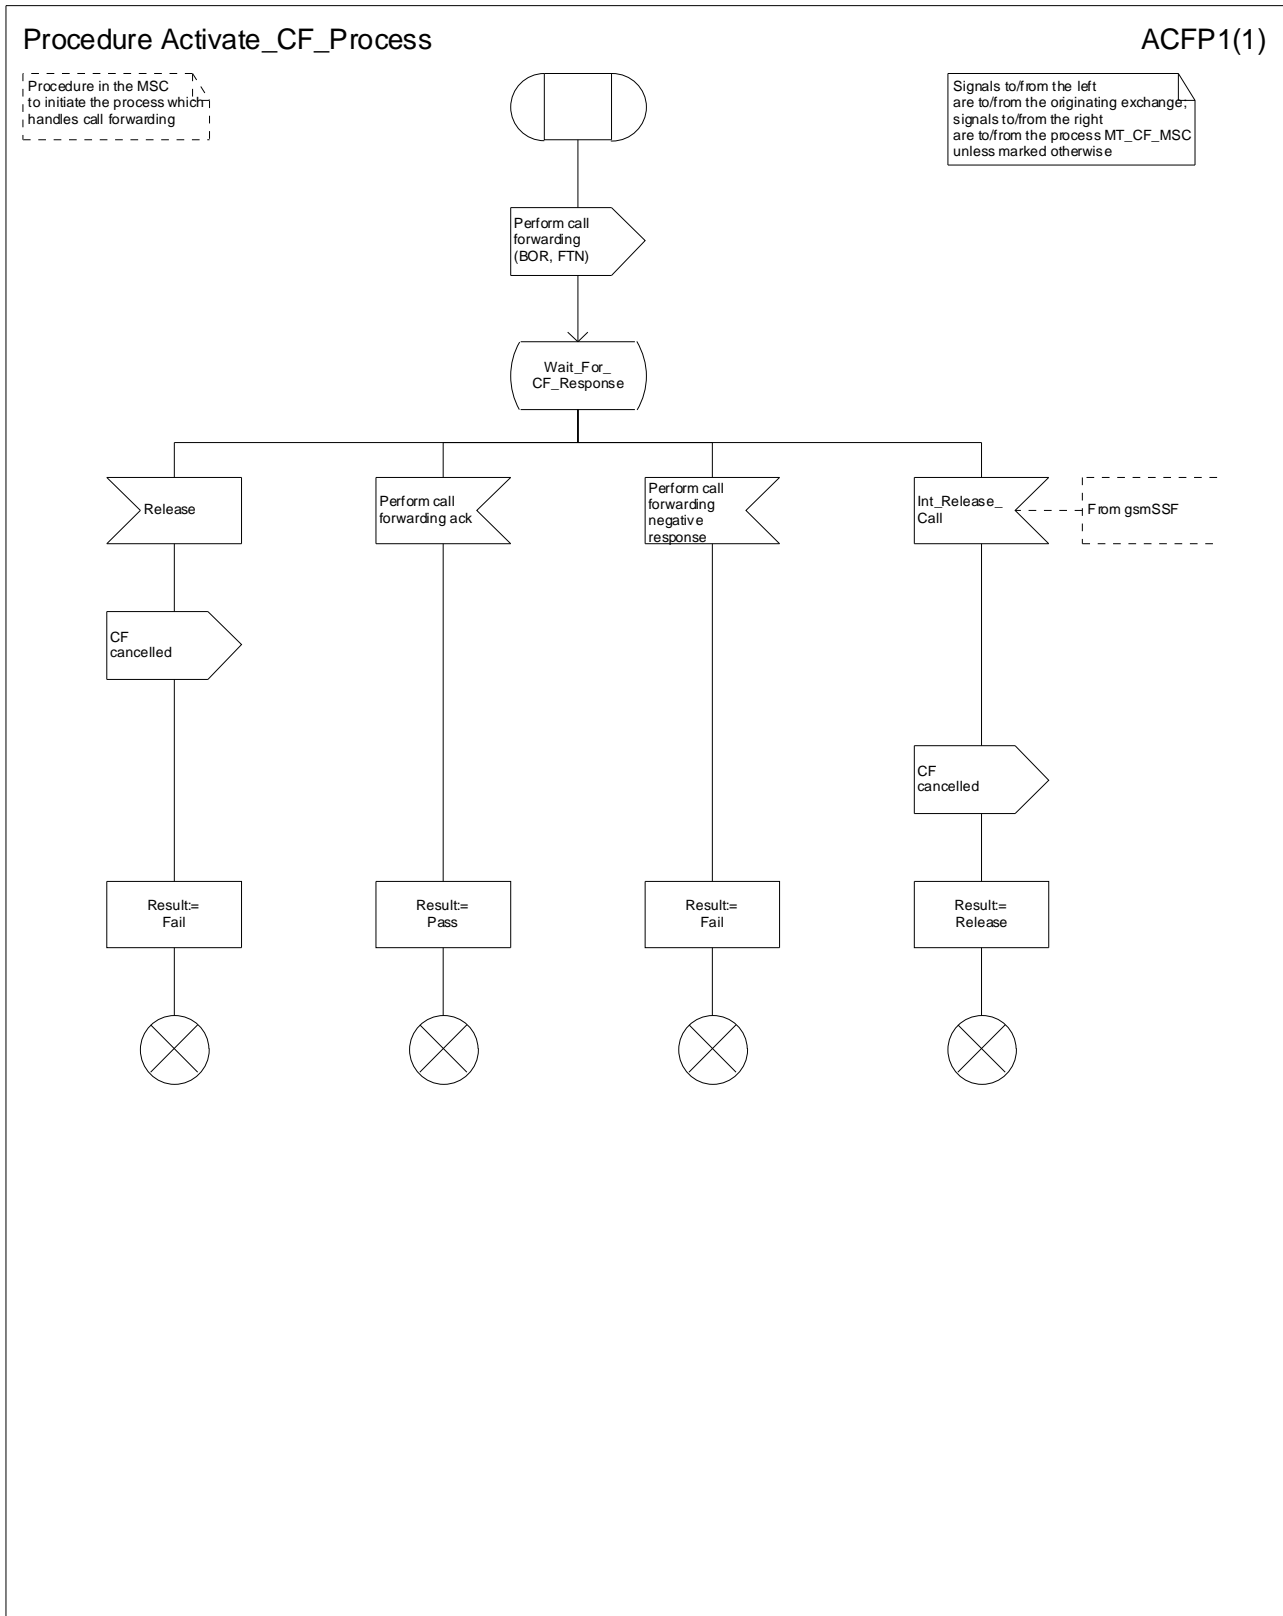 Procedure Activate_CF_Process
ACFP1(1)
Procedure in the MSC
to initiate the process which
handles call forwarding
Signals to/from the left
are to/from the originating exchange;
signals to/from the right
are to/from the process MT_CF_MSC
unless marked otherwise
Perform call
forwarding
(BOR, FTN)
Wait_For_
CF_Response
Release
Perform call
forwarding ack
Perform call
forwarding
negative
response
Int_Release_
Call
From gsmSSF
CF
cancelled
CF
cancelled
Result:=
Fail
Result:=
Pass
Result:=
Fail
Result:=
Release